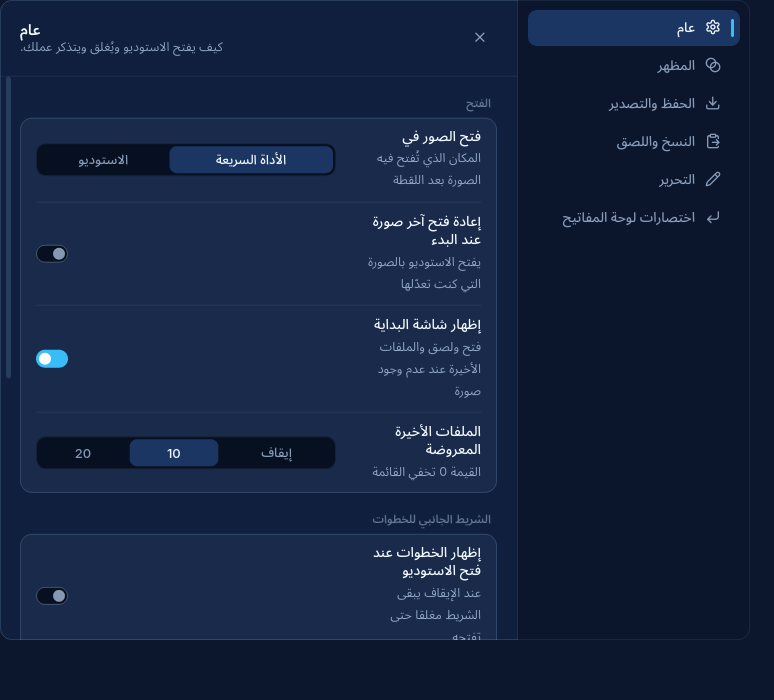 عام
المظهر
الحفظ والتصدير
النسخ واللصق
التحرير
اختصارات لوحة المفاتيح
عام
كيف يفتح الاستوديو ويُغلق ويتذكر عملك.
الفتح
فتح الصور في
المكان الذي تُفتح فيه
الصورة بعد اللقطة
الأداة السريعة
الاستوديو
إعادة فتح آخر صورة
عند البدء
يفتح الاستوديو بالصورة
التي كنت تعدّلها
إظهار شاشة البداية
فتح ولصق والملفات
الأخيرة عند عدم وجود
صورة
الملفات الأخيرة
المعروضة
القيمة 0 تخفي القائمة
إيقاف
10
20
الشريط الجانبي للخطوات
إظهار الخطوات عند
فتح الاستوديو
عند الإيقاف يبقى
الشريط مغلقا حتى
تفتحه